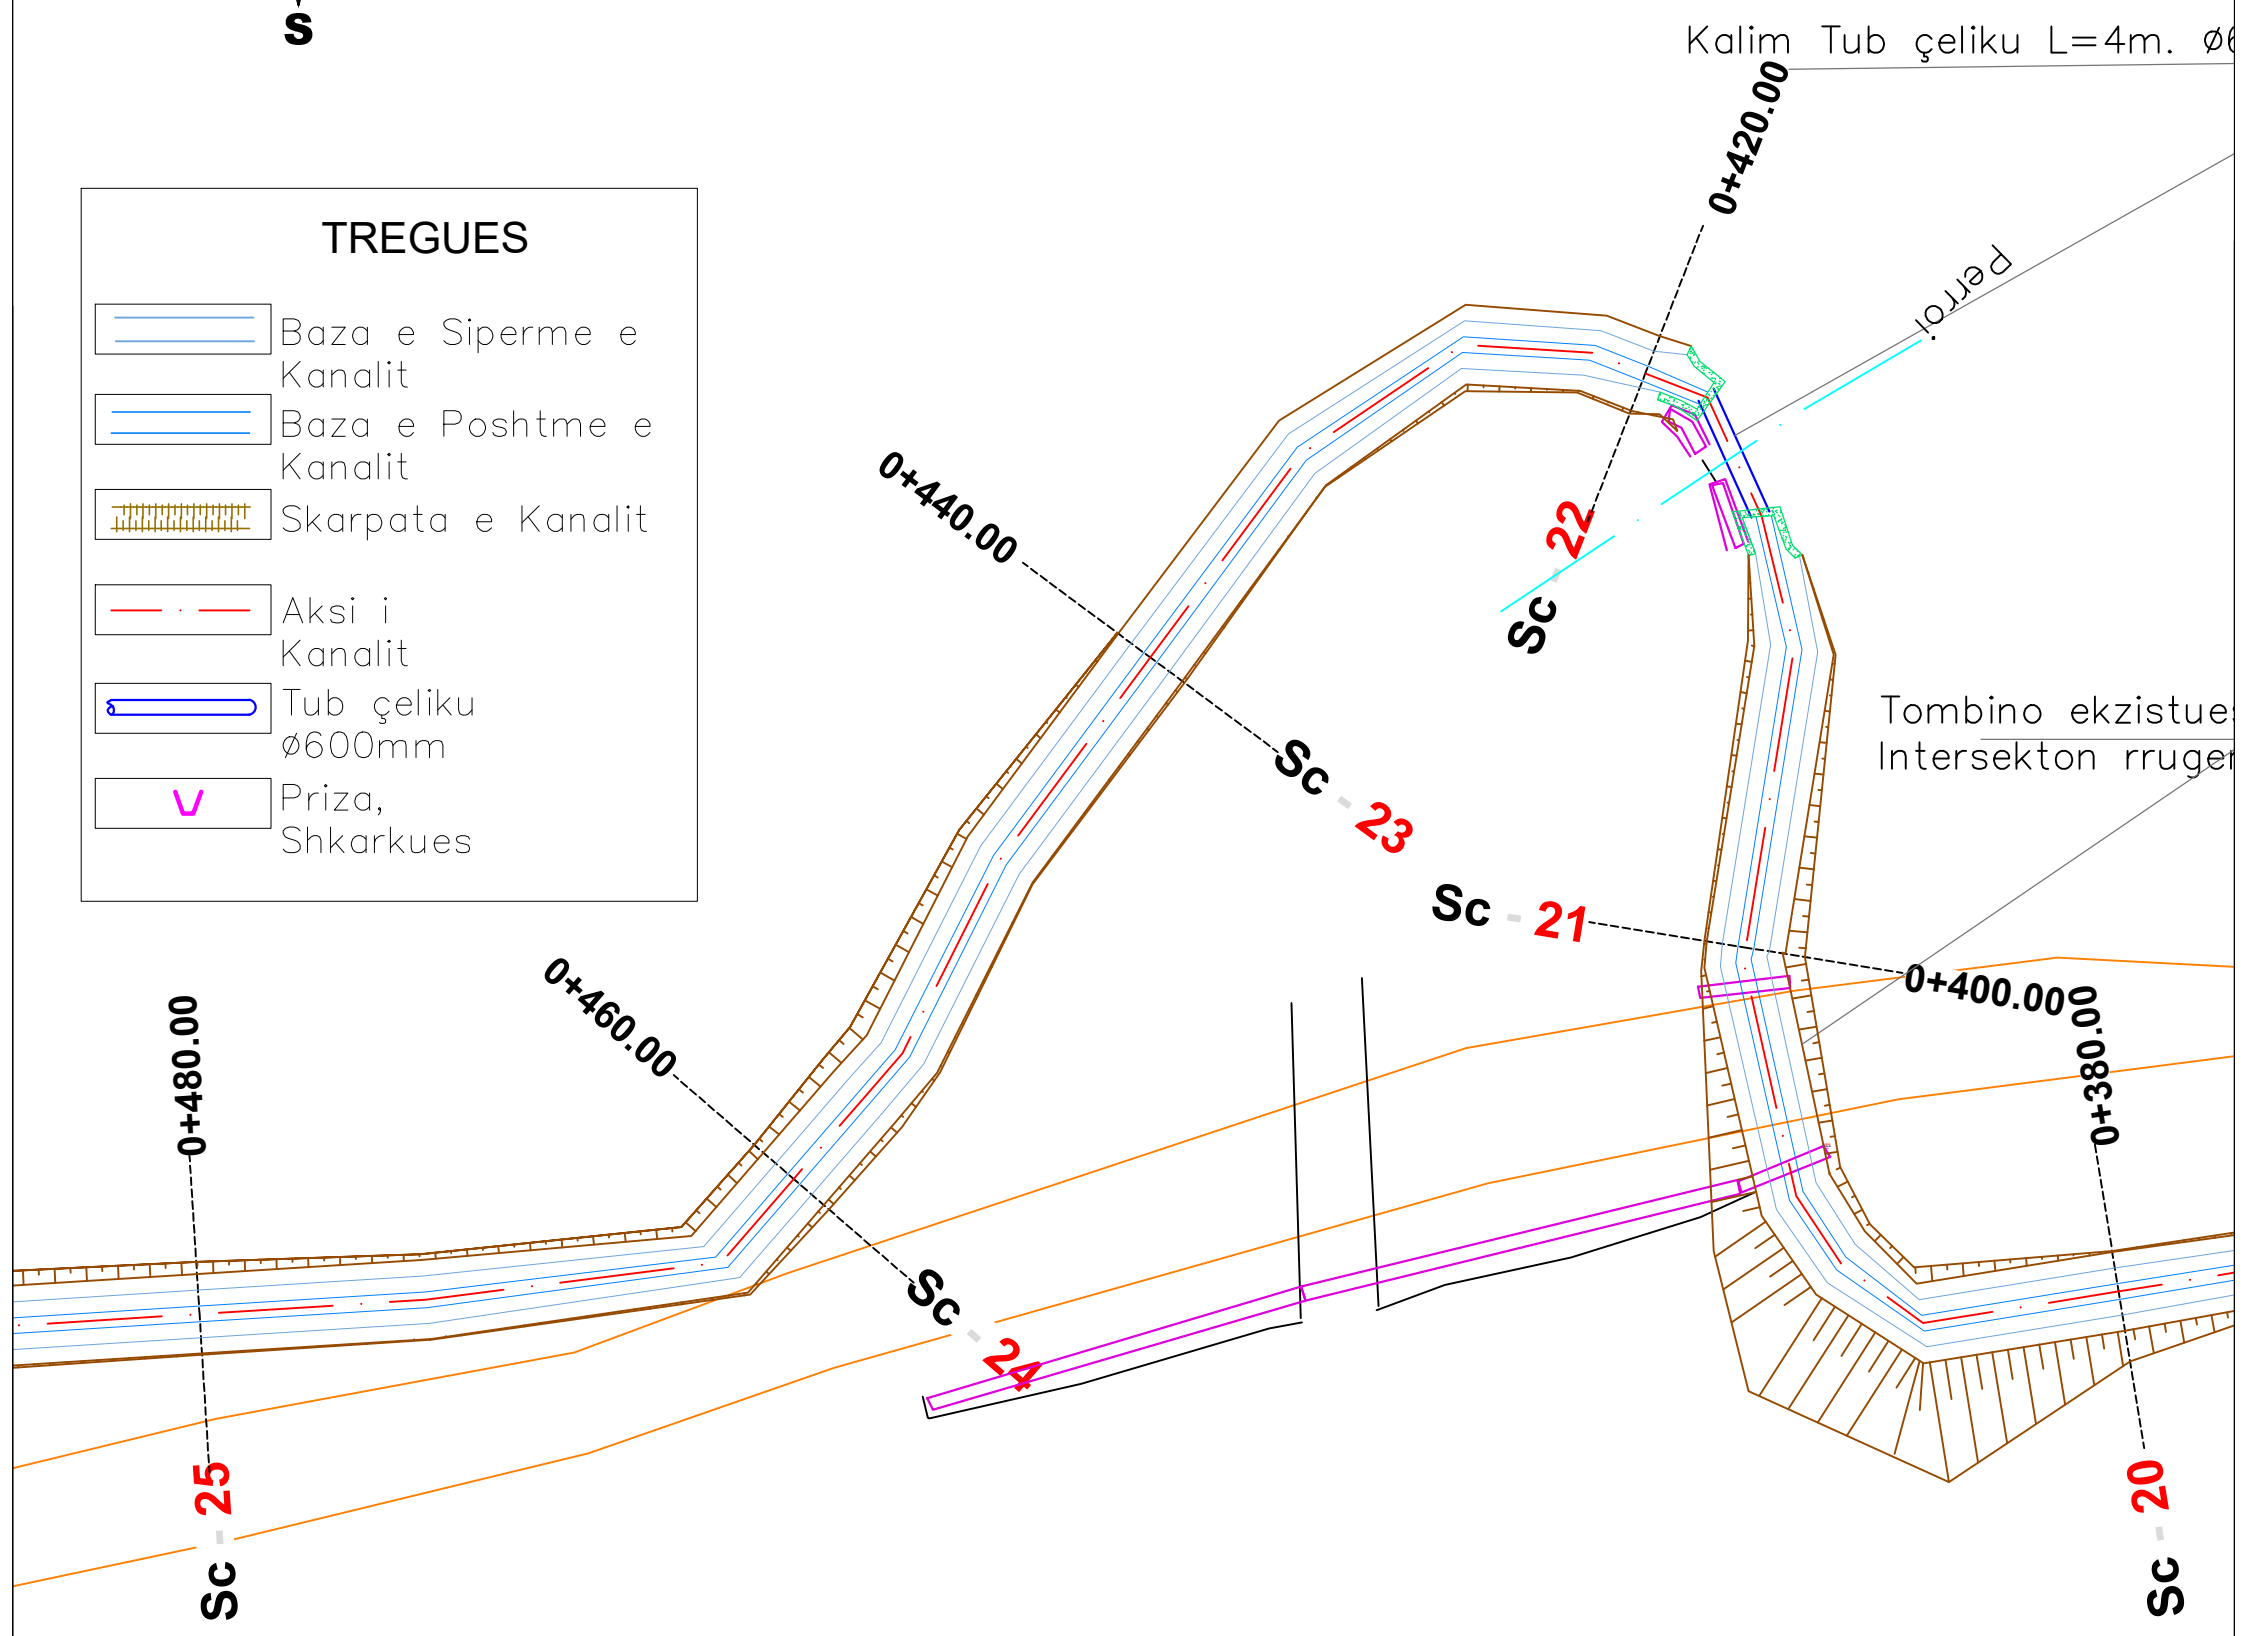 S
Kalim Tub çeliku L=4m.
0+420.00
TREGUES
Baza e Siperme e
Kanalit
Baza e Poshtme e
Kanalit
Skarpata e Kanalit
Aksi i
Kanalit
Tub çeliku
Ø600mm
Priza,
Shkarkues
Perroi
0+440.00
Sc - 22
Tombino
Intersekton
Sc - 23
Sc - 21
0+400.00
0+460.00
0+480.00
0+380.00
Sc - 24
Sc - 25
Sc - 20